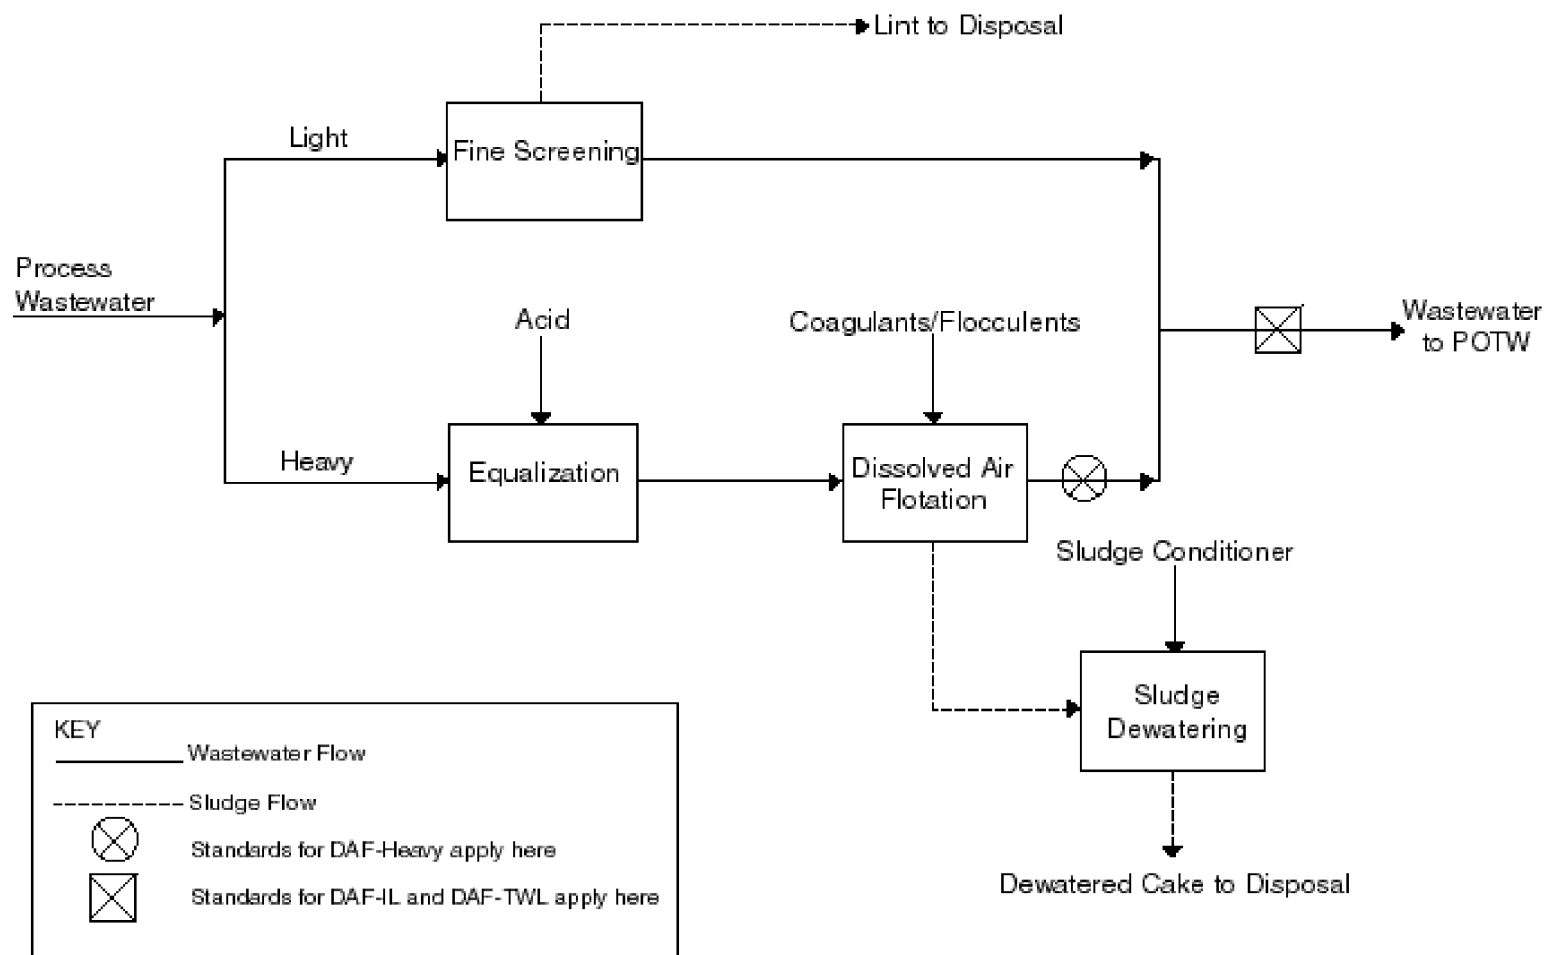 Lint to Disposal
Light
Fine Screening
Process
Wastewater
Acid
Coagulants/Flocculents
Wastewater
to POTW
Heavy
Equalization
Dissolved Air
Flotation
Sludge Conditioner
Sludge
Dewatering
Dewatered Cake to Disposal
KEY
Wastewater Flow
Sludge Flow
Standards for DAF-Heavy apply here
Standards for DAF-IL and DAF-TWL apply here